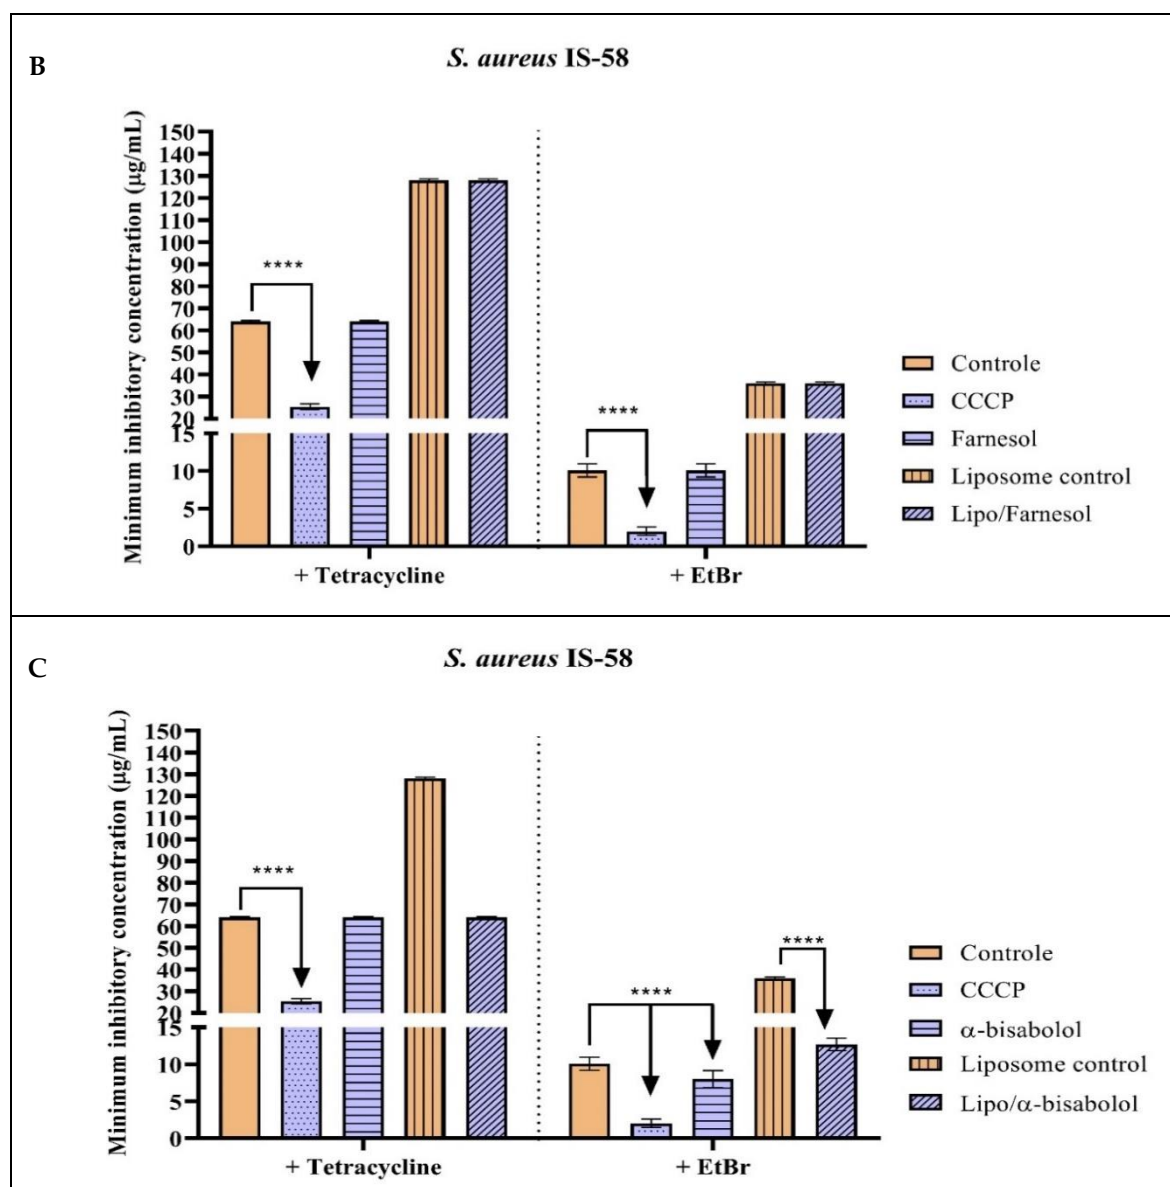 B
S. aureus IS-58
Minimum inhibitory concentration (µg/mL)
150
140
130
120
110
100
90
80
70
60
50
40
30
20
15
10
5
0
****
****
+ Tetracycline
+ EtBr
Controle
CCCP
Farnesol
Liposome control
Lipo/Farnesol
C
S. aureus IS-58
Minimum inhibitory concentration (µg/mL)
150
140
130
120
110
100
90
80
70
60
50
40
30
20
15
10
5
0
****
****
****
+ Tetracycline
+ EtBr
Controle
CCCP
α-bisabolol
Liposome control
Lipo/α-bisabolol